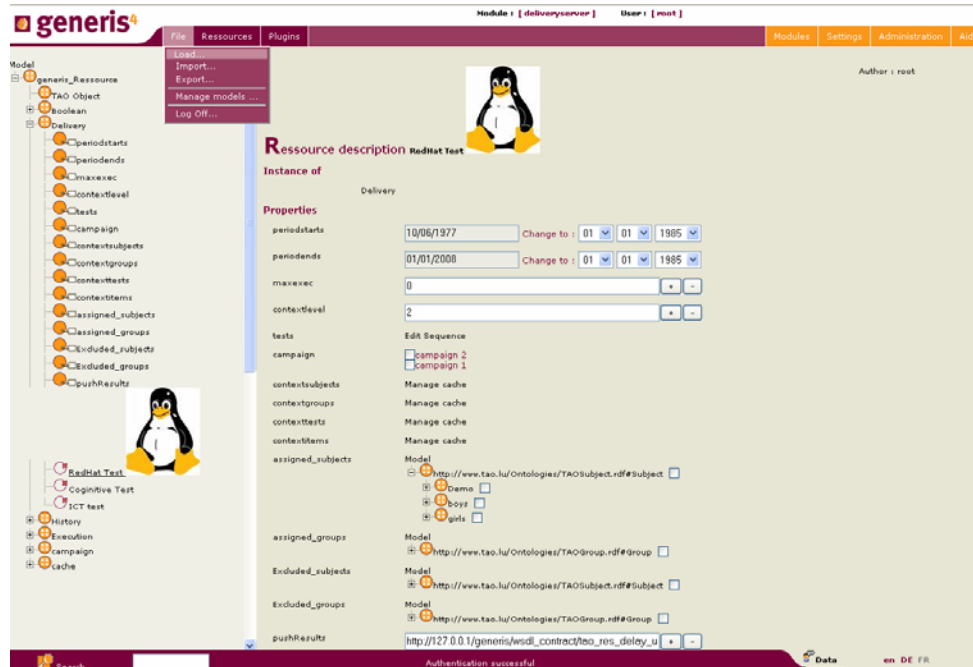 Module : [ deliveryserver ] User : [ root ]
generis4
File Ressources Plugins
Modules Settings Administration Aid
Load...
Import...
Export...
Manage models ...
Log Off...
Author : root
Model
generis_Ressource
TAO Object
Boolean
Delivery
periodstarts
periodends
maxexec
contextlevel
tests
campaign
contextsubjects
contextgroups
contexttests
contextitems
assigned_subjects
assigned_groups
Excluded_subjects
Excluded_groups
pushResults
RedHat Test
Coginitive Test
ICT test
History
Execution
campaign
cache
Ressource description RedHat Test
Instance of
Delivery
Properties
periodstarts 10/06/1977 Change to : 01 01 1985
periodends 01/01/2008 Change to : 01 01 1985
maxexec 0 + -
contextlevel 2 + -
tests Edit Sequence
campaign campaign 2
campaign 1
contextsubjects Manage cache
contextgroups Manage cache
contexttests Manage cache
contextitems Manage cache
assigned_subjects Model
http://www.tao.lu/Ontologies/TAOSubject.rdf#Subject
Demo
boys
girls
assigned_groups Model
http://www.tao.lu/Ontologies/TAOGroup.rdf#Group
Excluded_subjects Model
http://www.tao.lu/Ontologies/TAOSubject.rdf#Subject
Excluded_groups Model
http://www.tao.lu/Ontologies/TAOGroup.rdf#Group
pushResults http://127.0.0.1/generis/wsdl_contract/tao_res_delay_u + -
Search Authentication successful Data en DE FR